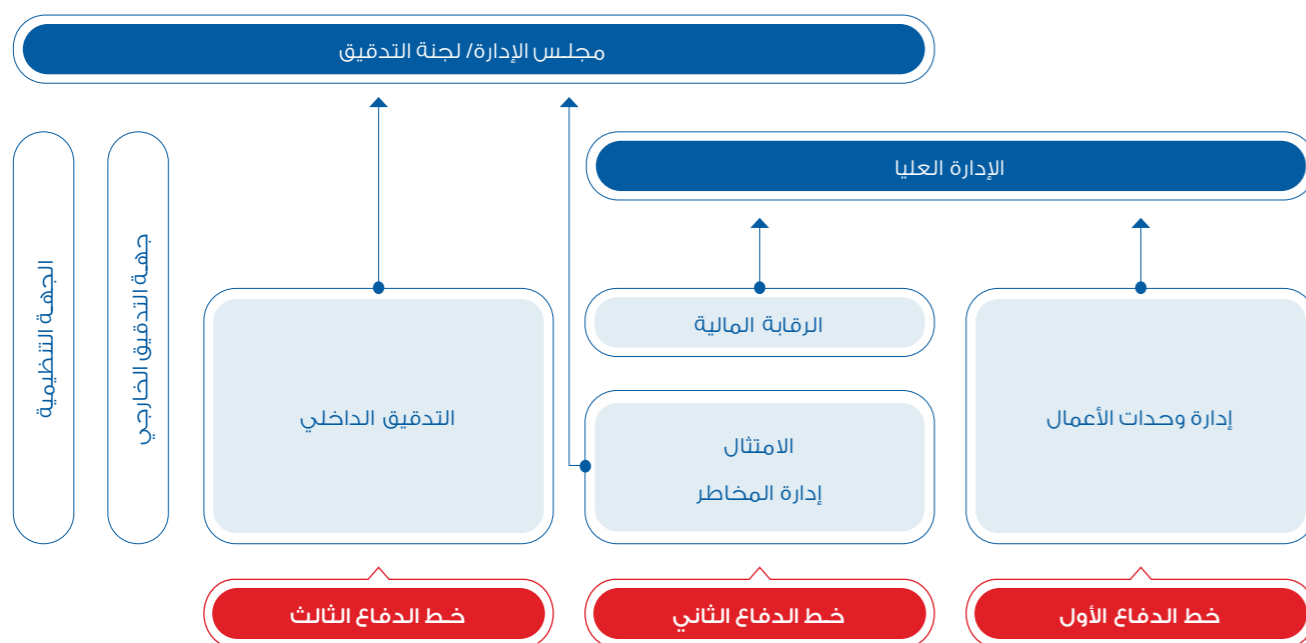 مجلس الإدارة/ لجنة التدقيق
الإدارة العليا
إدارة وحدات الأعمال
الرقابة المالية
الامتثال
إدارة المخاطر
التدقيق الداخلي
جهة التدقيق الخارجي
الجهة التنظيمية
خط الدفاع الأول
خط الدفاع الثاني
خط الدفاع الثالث